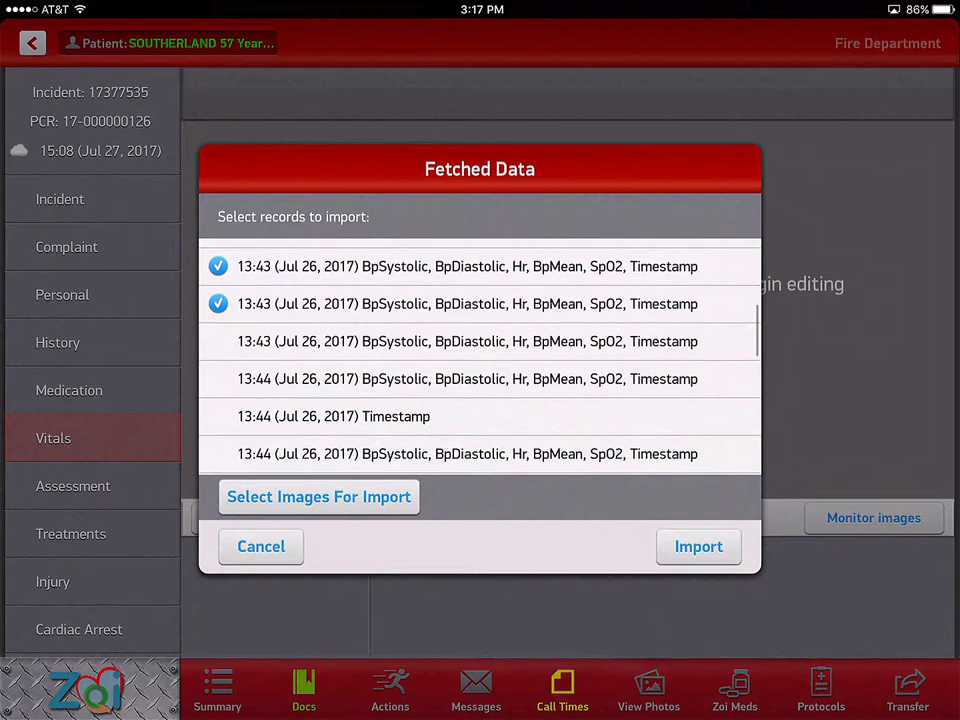 AT&T 3:17 PM 86%
Patient: SOUTHERLAND 57 Year... Fire Department
Incident: 17377535
PCR: 17-000000126
15:08 (Jul 27, 2017)
Incident
Complaint
Personal
History
Medication
Vitals
Assessment
Treatments
Injury
Cardiac Arrest
Zoi
Fetched Data
Select records to import:
13:43 (Jul 26, 2017) BpSystolic, BpDiastolic, Hr, BpMean, SpO2, Timestamp
13:43 (Jul 26, 2017) BpSystolic, BpDiastolic, Hr, BpMean, SpO2, Timestamp
13:43 (Jul 26, 2017) BpSystolic, BpDiastolic, Hr, BpMean, SpO2, Timestamp
13:44 (Jul 26, 2017) BpSystolic, BpDiastolic, Hr, BpMean, SpO2, Timestamp
13:44 (Jul 26, 2017) Timestamp
13:44 (Jul 26, 2017) BpSystolic, BpDiastolic, Hr, BpMean, SpO2, Timestamp
Select Images For Import
Cancel Import
gin editing
Monitor images
Summary Docs Actions Messages Call Times View Photos Zoi Meds Protocols Transfer